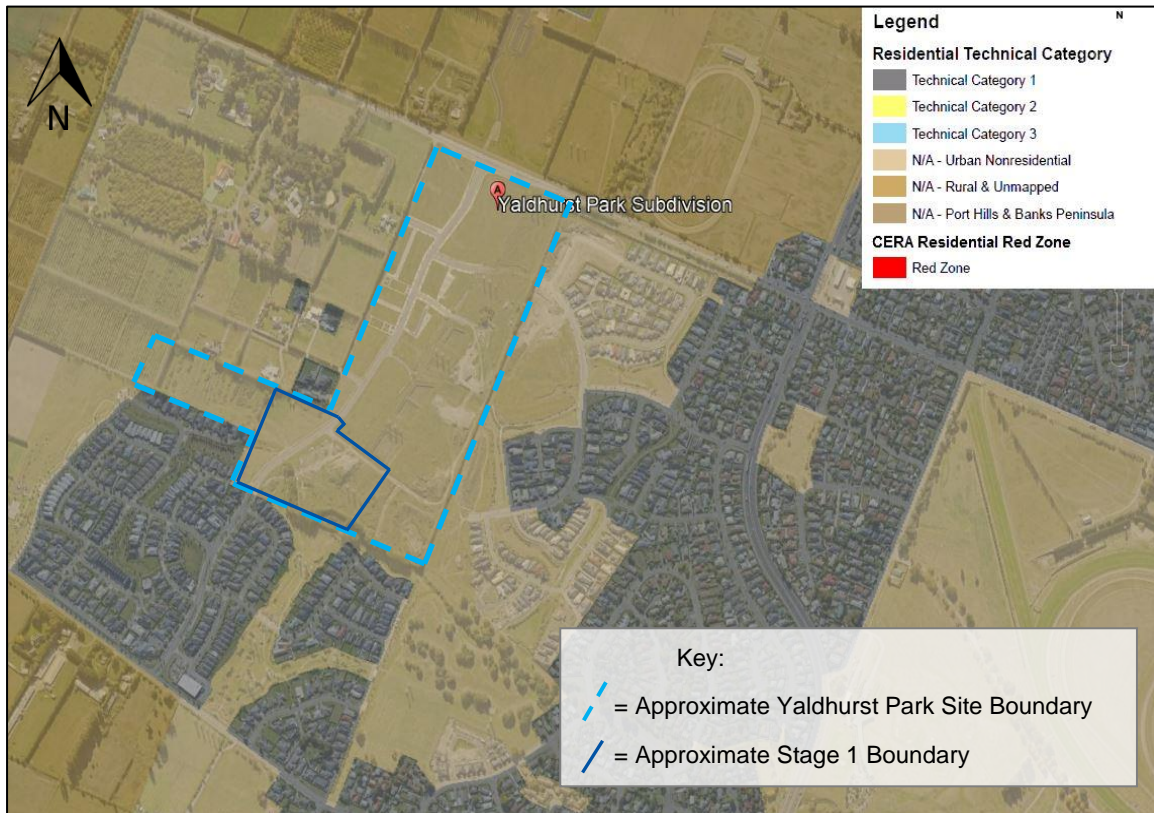 N
A
Yaldhurst Park Subdivision
Legend
N
Residential Technical Category
Technical Category 1
Technical Category 2
Technical Category 3
N/A - Urban Nonresidential
N/A - Rural & Unmapped
N/A - Port Hills & Banks Peninsula
CERA Residential Red Zone
Red Zone
Key:
= Approximate Yaldhurst Park Site Boundary
= Approximate Stage 1 Boundary